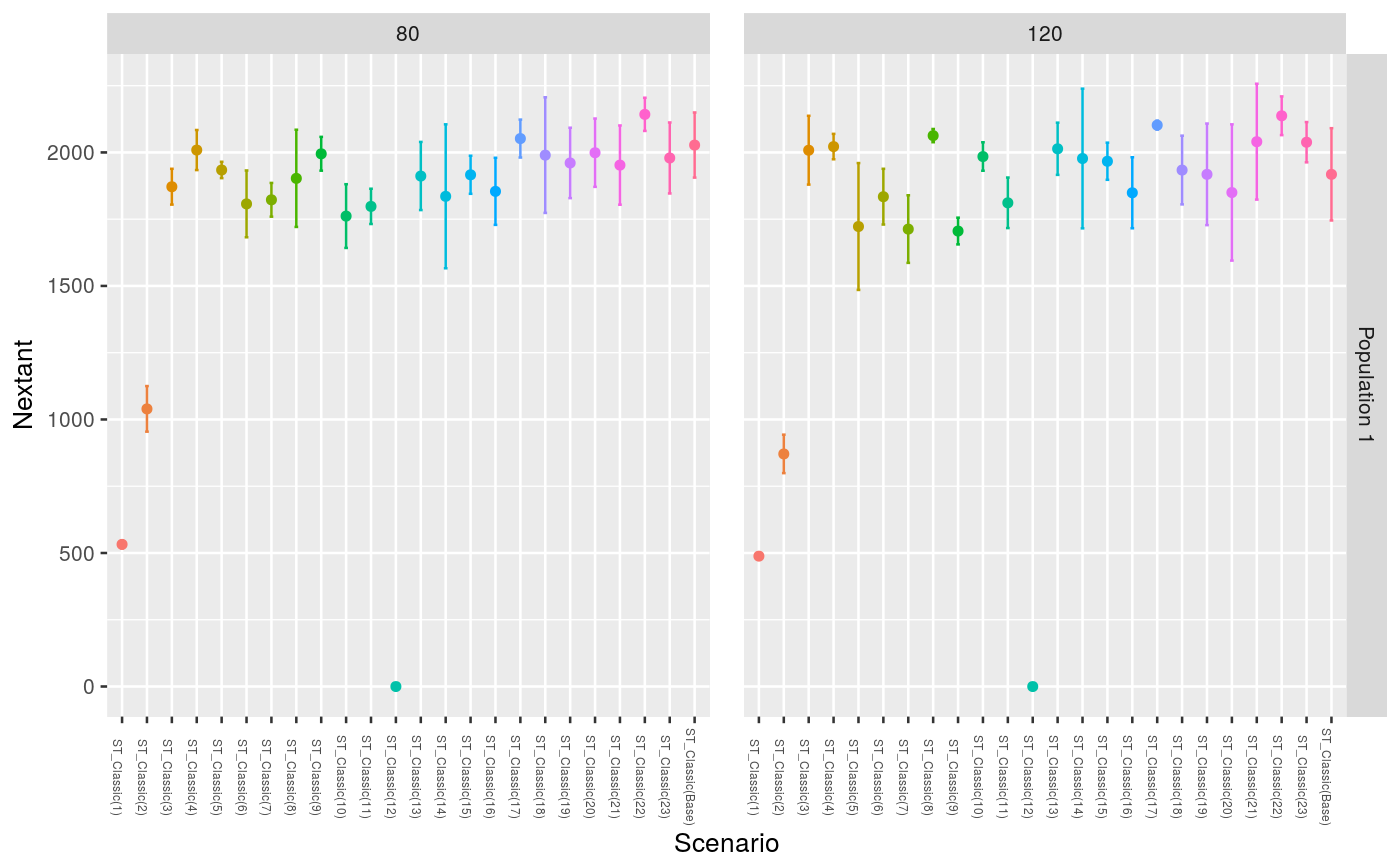 80
120
Population 1
Nextant
2000
1500
1000
500
0
ST_Classic(1)
ST_Classic(2)
ST_Classic(3)
ST_Classic(4)
ST_Classic(5)
ST_Classic(6)
ST_Classic(7)
ST_Classic(8)
ST_Classic(9)
ST_Classic(10)
ST_Classic(11)
ST_Classic(12)
ST_Classic(13)
ST_Classic(14)
ST_Classic(15)
ST_Classic(16)
ST_Classic(17)
ST_Classic(18)
ST_Classic(19)
ST_Classic(20)
ST_Classic(21)
ST_Classic(22)
ST_Classic(23)
ST_Classic(Base)
ST_Classic(1)
ST_Classic(2)
ST_Classic(3)
ST_Classic(4)
ST_Classic(5)
ST_Classic(6)
ST_Classic(7)
ST_Classic(8)
ST_Classic(9)
ST_Classic(10)
ST_Classic(11)
ST_Classic(12)
ST_Classic(13)
ST_Classic(14)
ST_Classic(15)
ST_Classic(16)
ST_Classic(17)
ST_Classic(18)
ST_Classic(19)
ST_Classic(20)
ST_Classic(21)
ST_Classic(22)
ST_Classic(23)
ST_Classic(Base)
Scenario